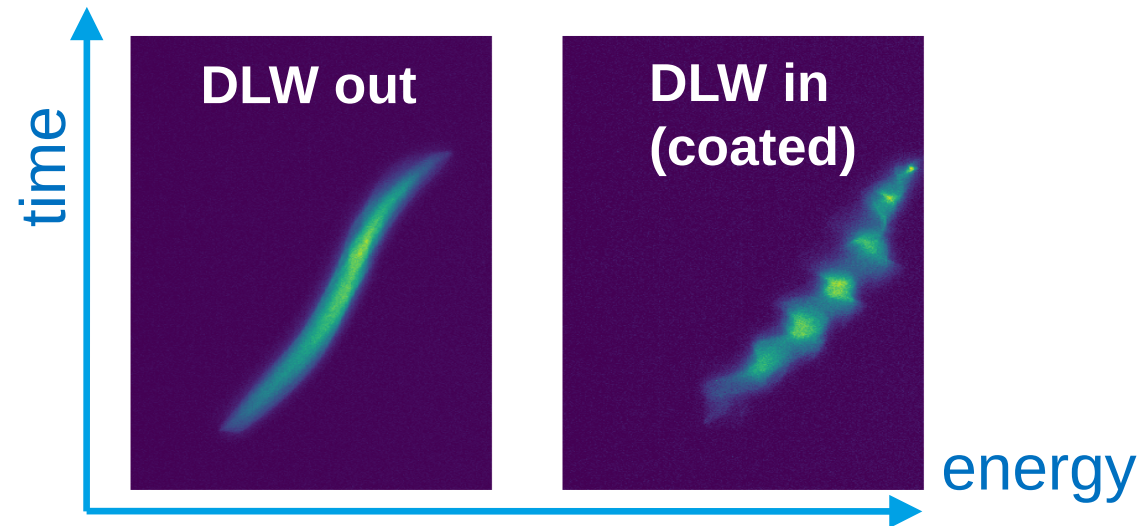 time
DLW out
DLW in
(coated)
energy